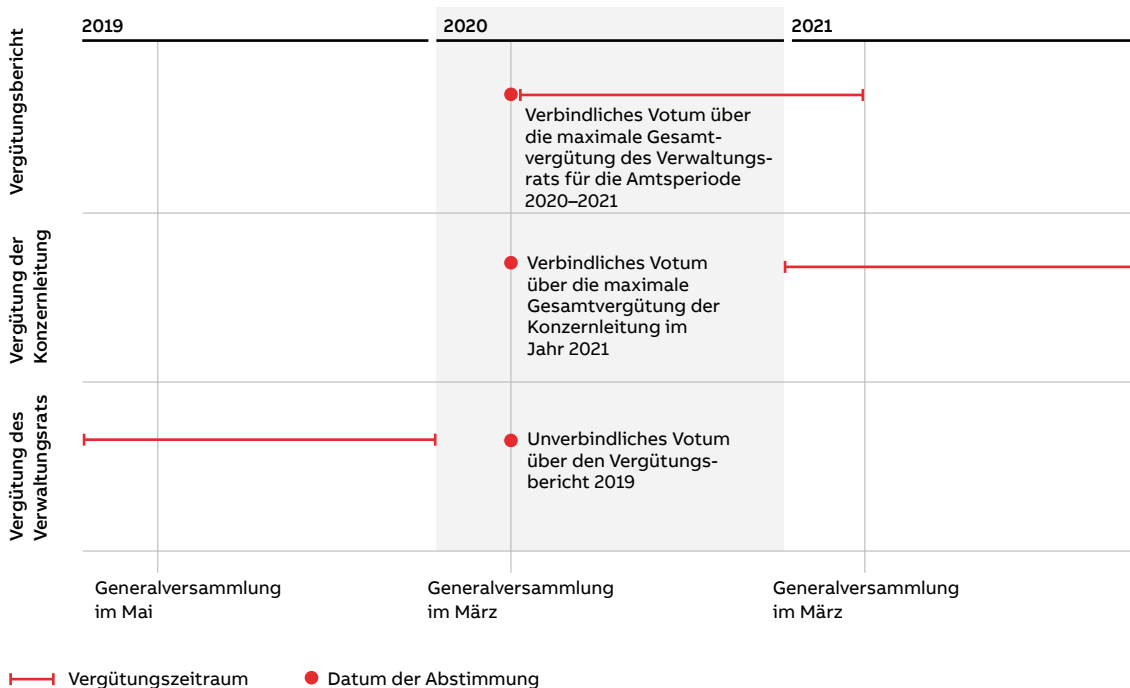 2019
2020
2021
Vergütungsbericht
Verbindliches Votum über
die maximale Gesamt-
vergütung des Verwaltungs-
rats für die Amtsperiode
2020–2021
Vergütung der
Konzernleitung
Verbindliches Votum
über die maximale
Gesamtvergütung der
Konzernleitung im
Jahr 2021
Vergütung des
Verwaltungsrats
Unverbindliches Votum
über den Vergütungs-
bericht 2019
Generalversammlung
im Mai
Generalversammlung
im März
Generalversammlung
im März
Vergütungszeitraum
Datum der Abstimmung